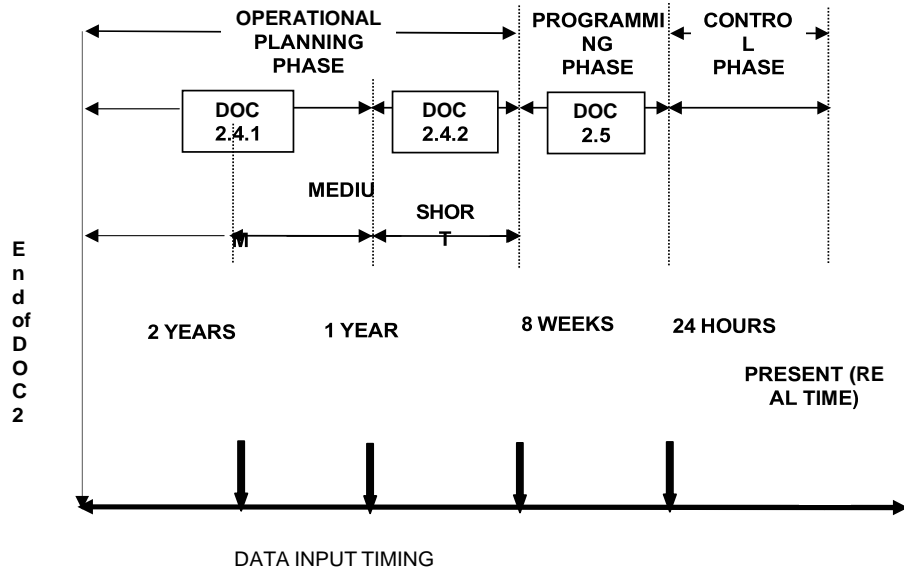 OPERATIONAL
PLANNING
PHASE
PROGRAMMI
NG
PHASE
CONTRO
L
PHASE
DOC
2.4.1
DOC
2.4.2
DOC
2.5
MEDIU
M
SHOR
T
E
n
d
of
D
O
C
2
2 YEARS
1 YEAR
8 WEEKS
24 HOURS
PRESENT (RE
AL TIME)
DATA INPUT TIMING